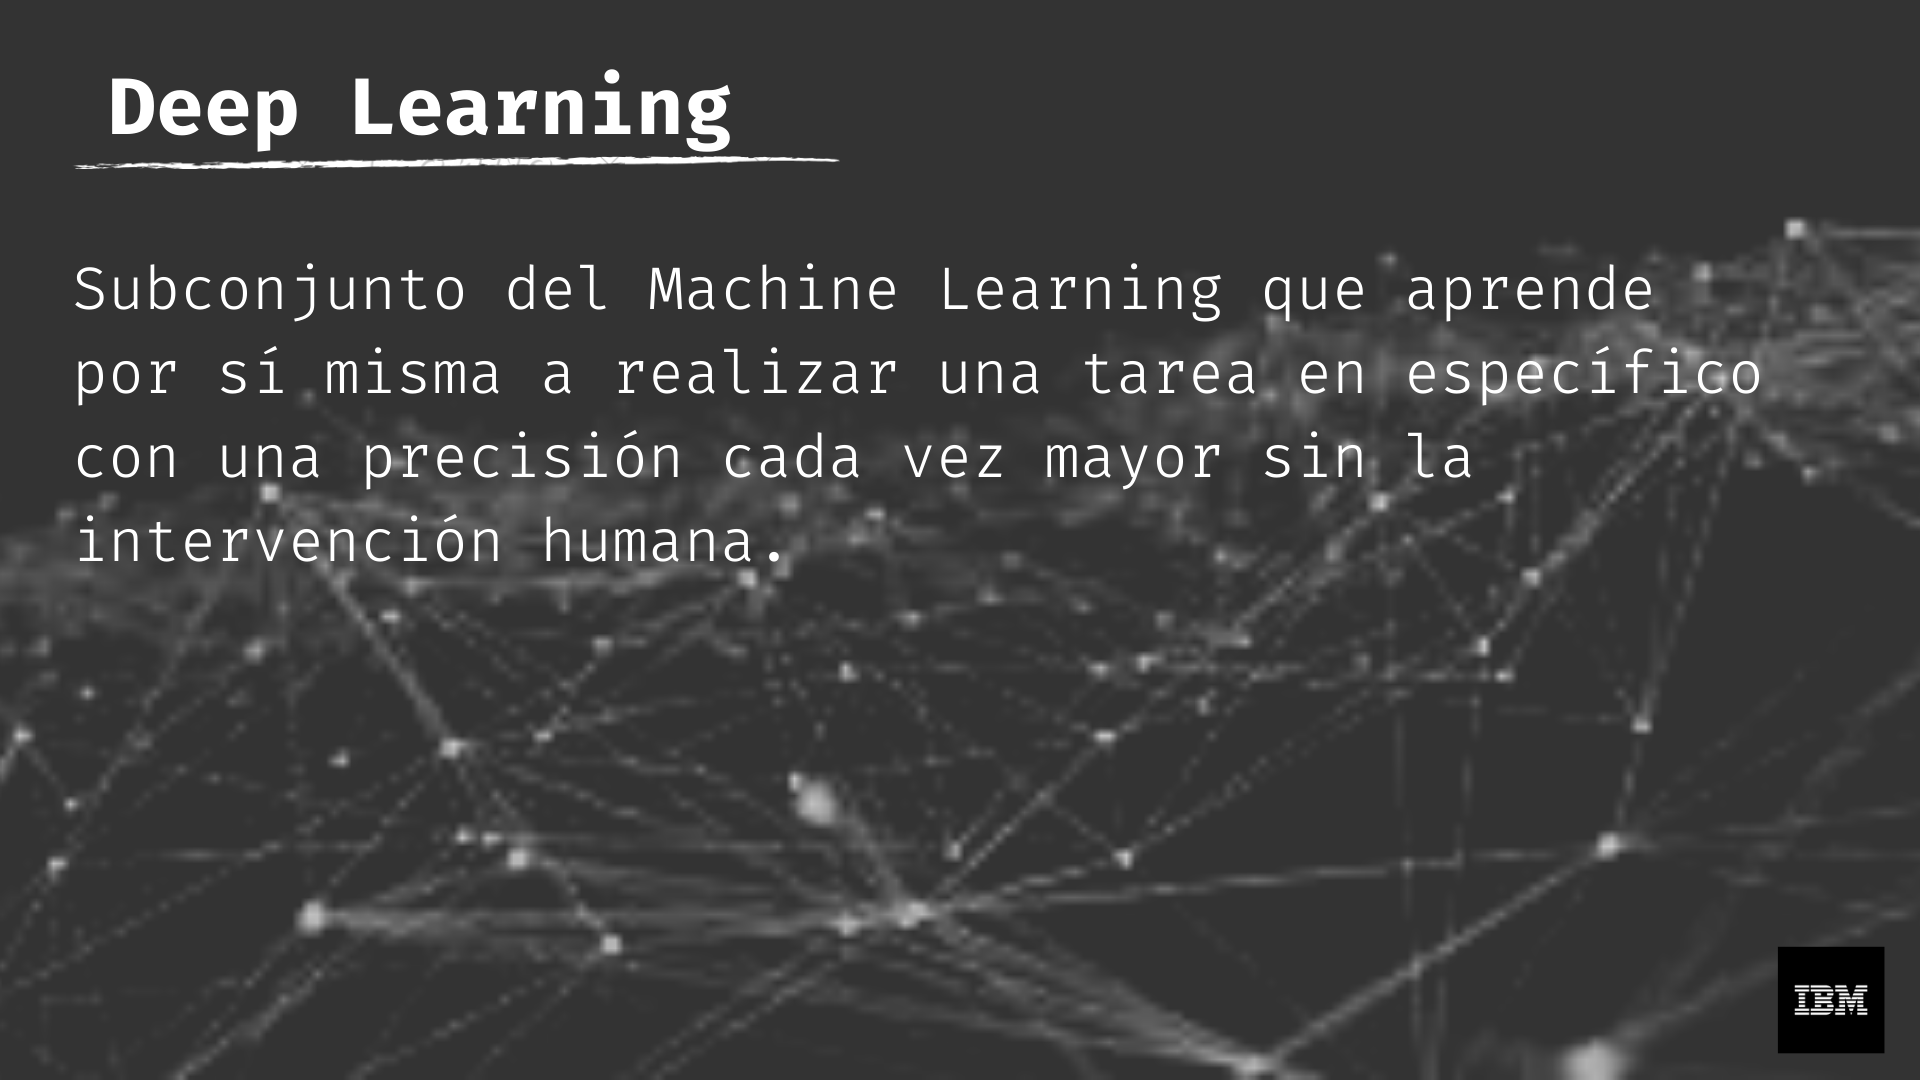 Deep Learning
Subconjunto del Machine Learning que aprende
por sí misma a realizar una tarea en específico
con una precisión cada vez mayor sin la
intervención humana.
IBM